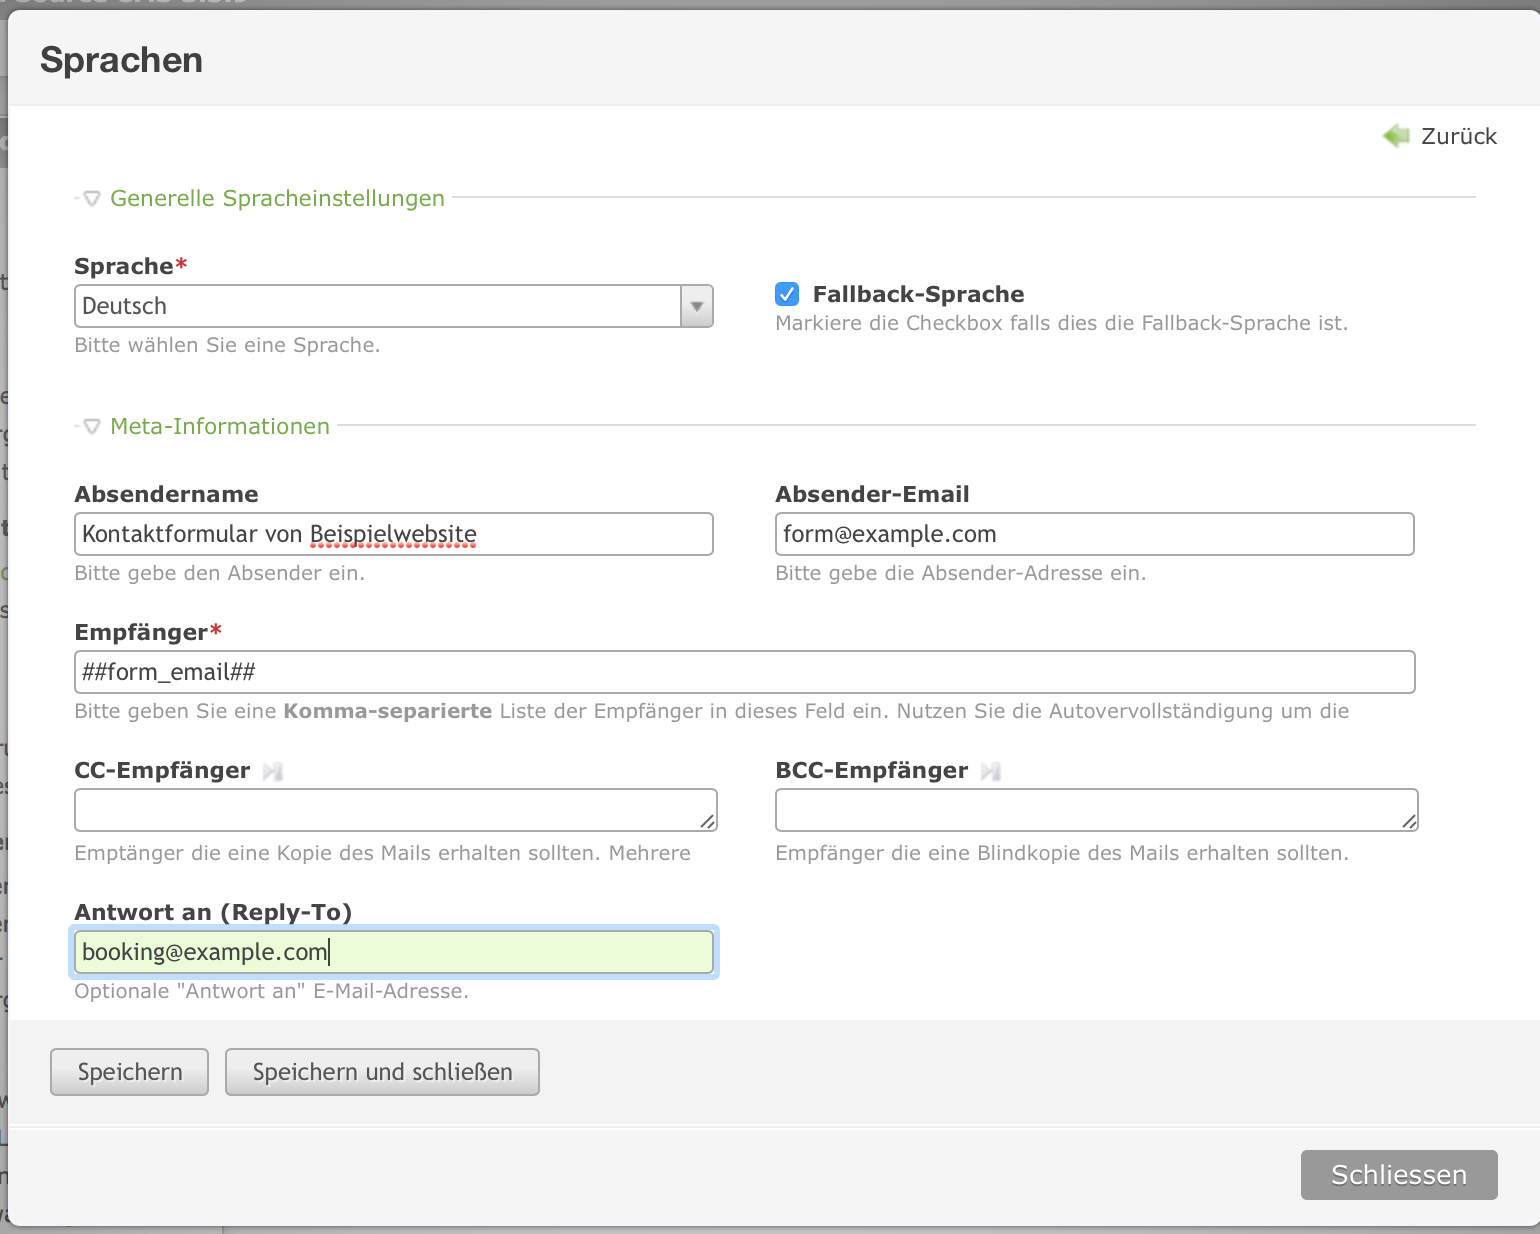 Sprachen
Zurück
Generelle Spracheinstellungen
Sprache*
Deutsch
Bitte wählen Sie eine Sprache.
Fallback-Sprache
Markiere die Checkbox falls dies die Fallback-Sprache ist.
Meta-Informationen
Absendername
Kontaktformular von Beispielwebsite
Bitte gebe den Absender ein.
Absender-Email
form@example.com
Bitte gebe die Absender-Adresse ein.
Empfänger*
##form_email##
Bitte geben Sie eine Komma-separierte Liste der Empfänger in dieses Feld ein. Nutzen Sie die Autovervollständigung um die
CC-Empfänger
Emptänger die eine Kopie des Mails erhalten sollten. Mehrere
BCC-Empfänger
Empfänger die eine Blindkopie des Mails erhalten sollten.
Antwort an (Reply-To)
booking@example.com
Optionale "Antwort an" E-Mail-Adresse.
Speichern
Speichern und schließen
Schliessen